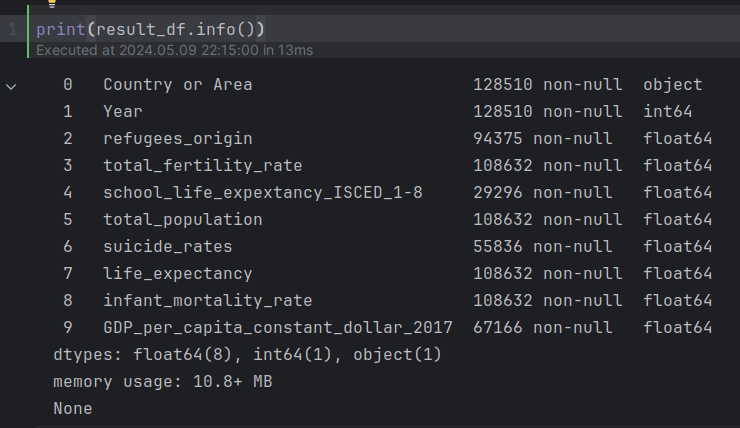 1 print(result_df.info())
Executed at 2024.05.09 22:15:00 in 13ms
0 Country or Area 128510 non-null object
1 Year 128510 non-null int64
2 refugees_origin 94375 non-null float64
3 total_fertility_rate 108632 non-null float64
4 school_life_expextancy_ISCED_1-8 29296 non-null float64
5 total_population 108632 non-null float64
6 suicide_rates 55836 non-null float64
7 life_expectancy 108632 non-null float64
8 infant_mortality_rate 108632 non-null float64
9 GDP_per_capita_constant_dollar_2017 67166 non-null float64
dtypes: float64(8), int64(1), object(1)
memory usage: 10.8+ MB
None